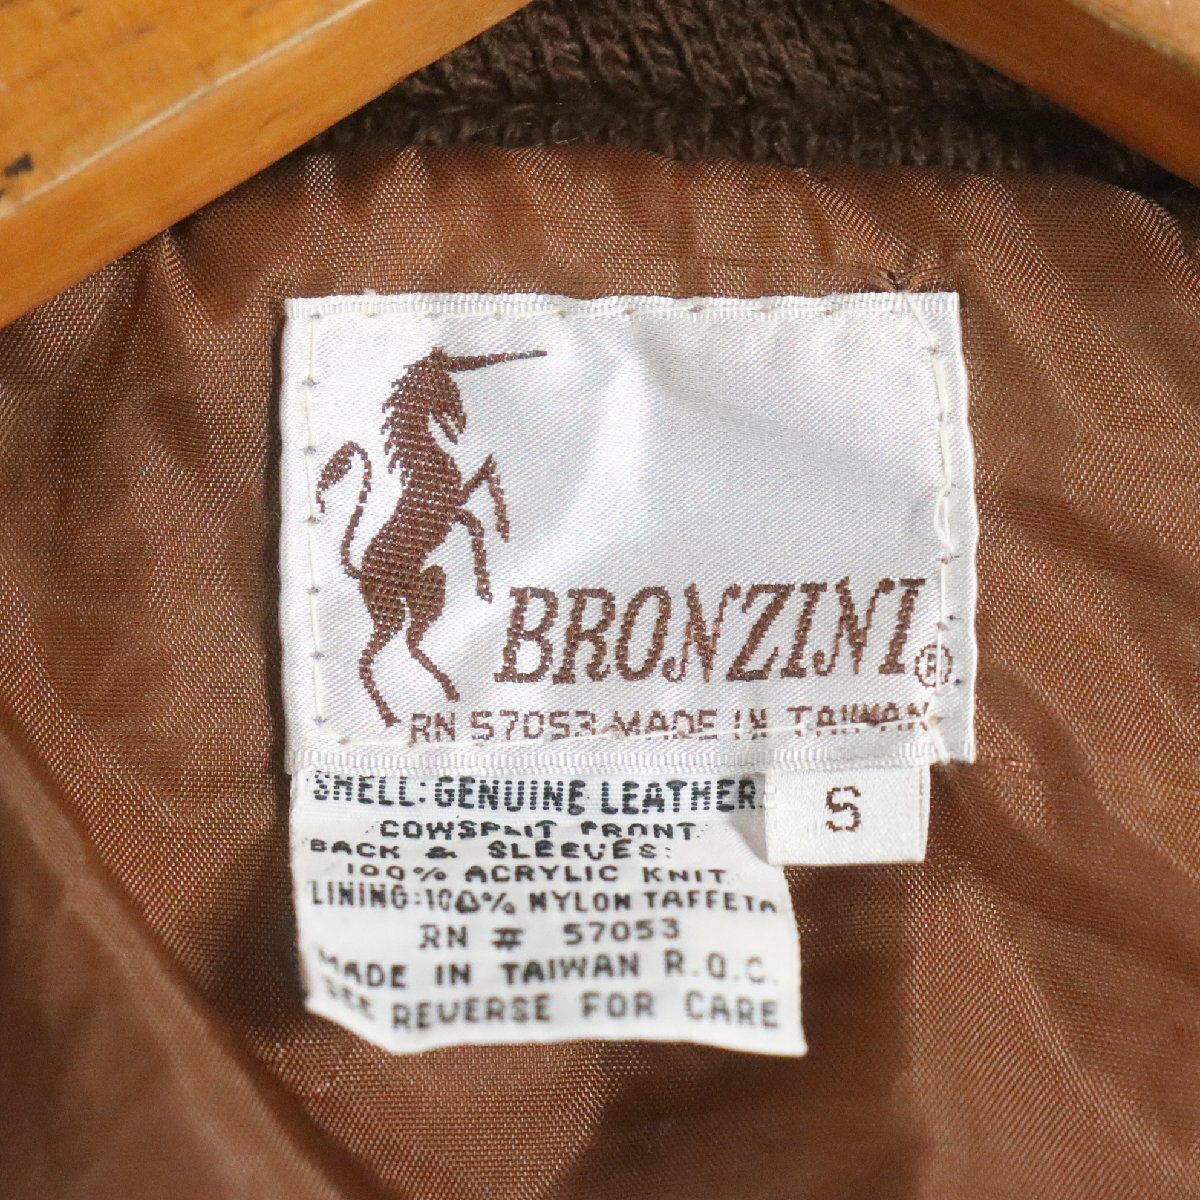 BRONZINI®
RN 57053 MADE IN TAIWAN
S
SHELL: GENUINE LEATHER
COWSPLIT FRONT
BACK & SLEEVES:
100% ACRYLIC KNIT
LINING: 100% NYLON TAFFETA
RN # 57053
MADE IN TAIWAN R.O.C.
SEE REVERSE FOR CARE